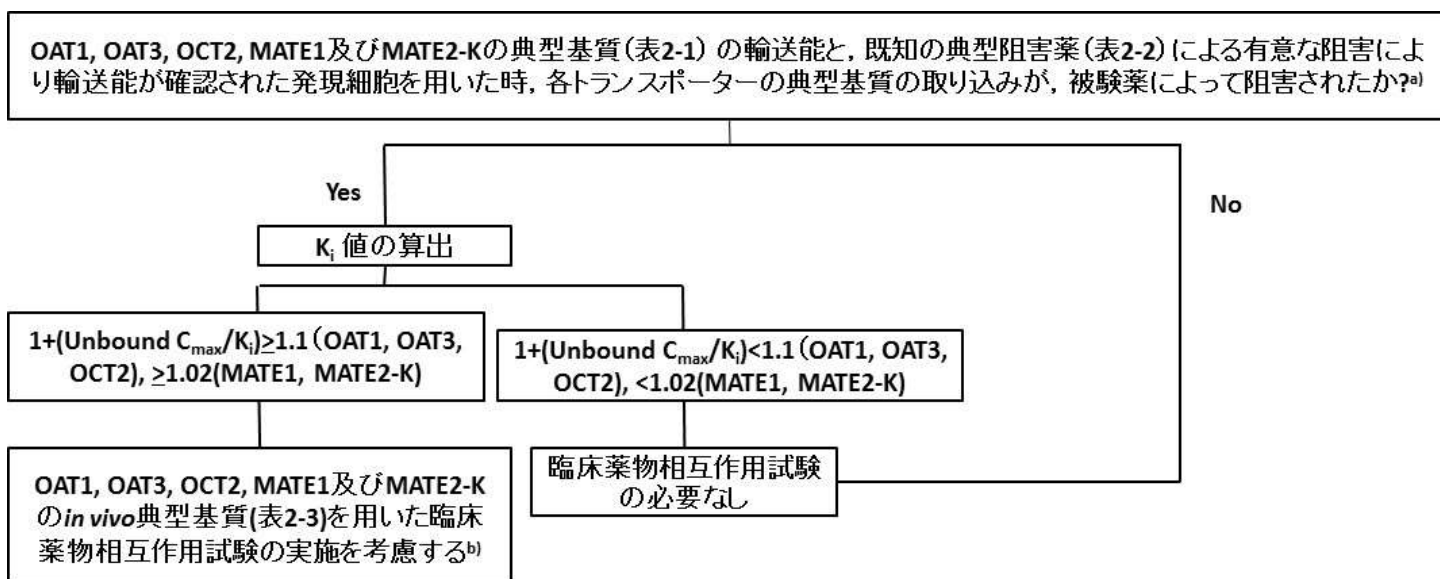 OAT1, OAT3, OCT2, MATE1及びMATE2-Kの典型基質(表2-1) の輸送能と, 既知の典型阻害薬(表2-2)による有意な阻害によ
り輸送能が確認された発現細胞を用いた時, 各トランスポーターの典型基質の取り込みが, 被験薬によって阻害されたか?a)
Yes
No
Ki 値の算出
1+(Unbound Cmax/Ki)≥1.1(OAT1, OAT3,
OCT2), ≥1.02(MATE1, MATE2-K)
1+(Unbound Cmax/Ki)<1.1(OAT1, OAT3,
OCT2), <1.02(MATE1, MATE2-K)
OAT1, OAT3, OCT2, MATE1及びMATE2-K
のin vivo典型基質(表2-3)を用いた臨床
薬物相互作用試験の実施を考慮するb)
臨床薬物相互作用試験
の必要なし